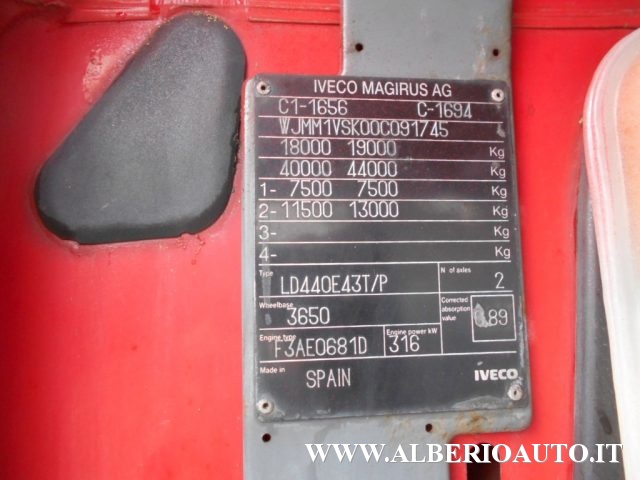 IVECO MAGIRUS AG
C1-1656 C-1694
WJMM1VSK00C091745
18000 19000 Kg
40000 44000 Kg
1- 7500 7500 Kg
2- 11500 13000 Kg
3- Kg
4- Kg
Type LD440E43T/P N of axles 2
Wheelbase 3650 Corrected absorption value .89
Engine type F3AE0681D Engine power kW 316
Made in SPAIN IVECO
WWW.ALBERIOAUTO.IT